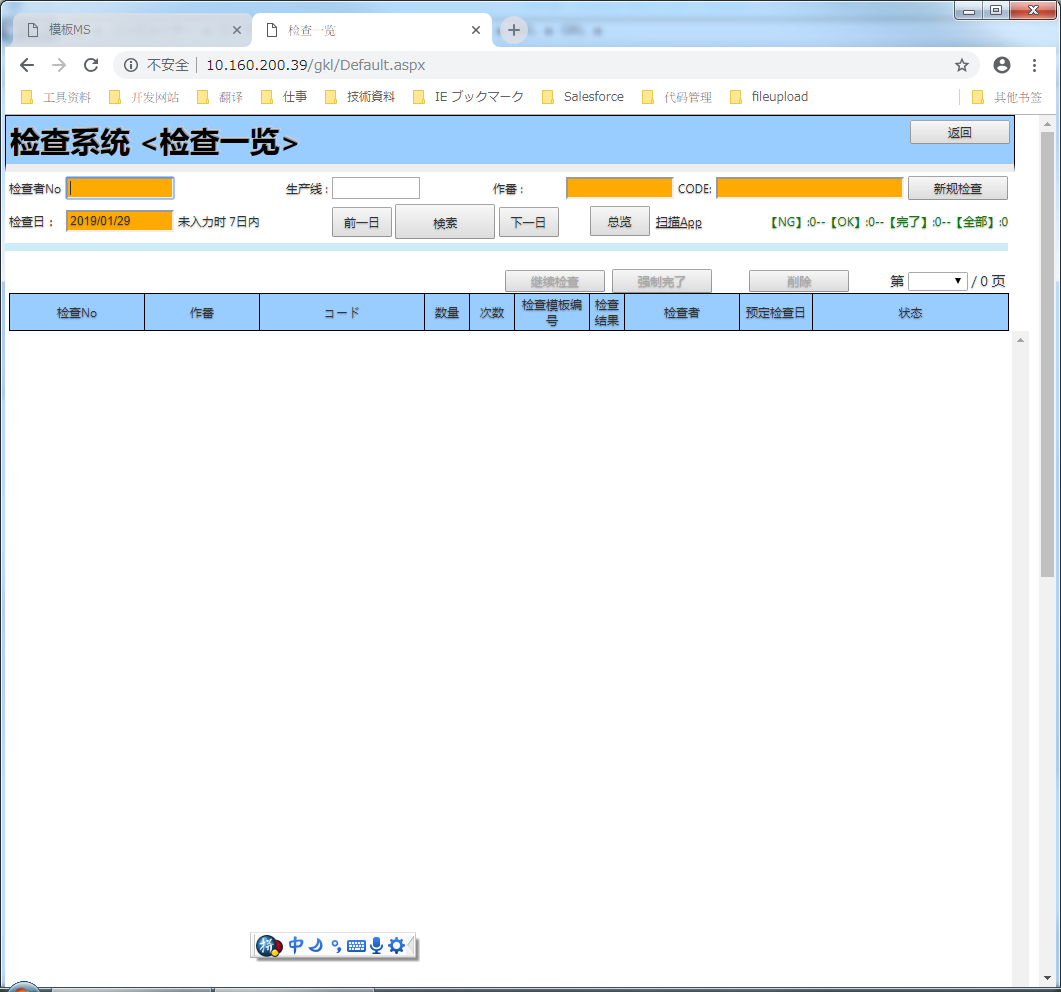 模板MS
检查一览
不安全 10.160.200.39/gkl/Default.aspx
工具资料 开发网站 翻译 仕事 技術資料 IE ブックマーク Salesforce 代码管理 fileupload 其他书签
检查系统 <检查一览> 返回
检查者No 生产线: 作番: CODE: 新规检查
检查日： 2019/01/29 未入力时 7日内 前一日 検索 下一日 总览 扫描App 【NG】:0--【OK】:0--【完了】:0--【全部】:0
继续检查 强制完了 削除 第 / 0 页
检查No 作番 コード 数量 次数 检查模板编号 检查结果 检查者 预定检查日 状态
拼 中